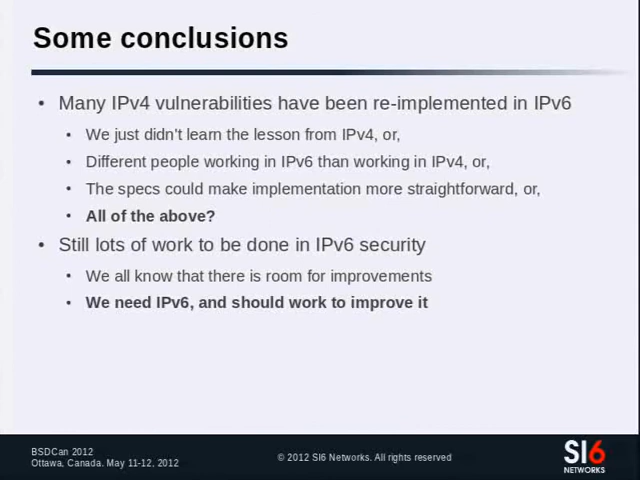 Some conclusions
• Many IPv4 vulnerabilities have been re-implemented in IPv6
• We just didn't learn the lesson from IPv4, or,
• Different people working in IPv6 than working in IPv4, or,
• The specs could make implementation more straightforward, or,
• All of the above?
• Still lots of work to be done in IPv6 security
• We all know that there is room for improvements
• We need IPv6, and should work to improve it
BSDCan 2012
Ottawa, Canada. May 11-12, 2012
© 2012 SI6 Networks. All rights reserved
SI6
NETWORKS